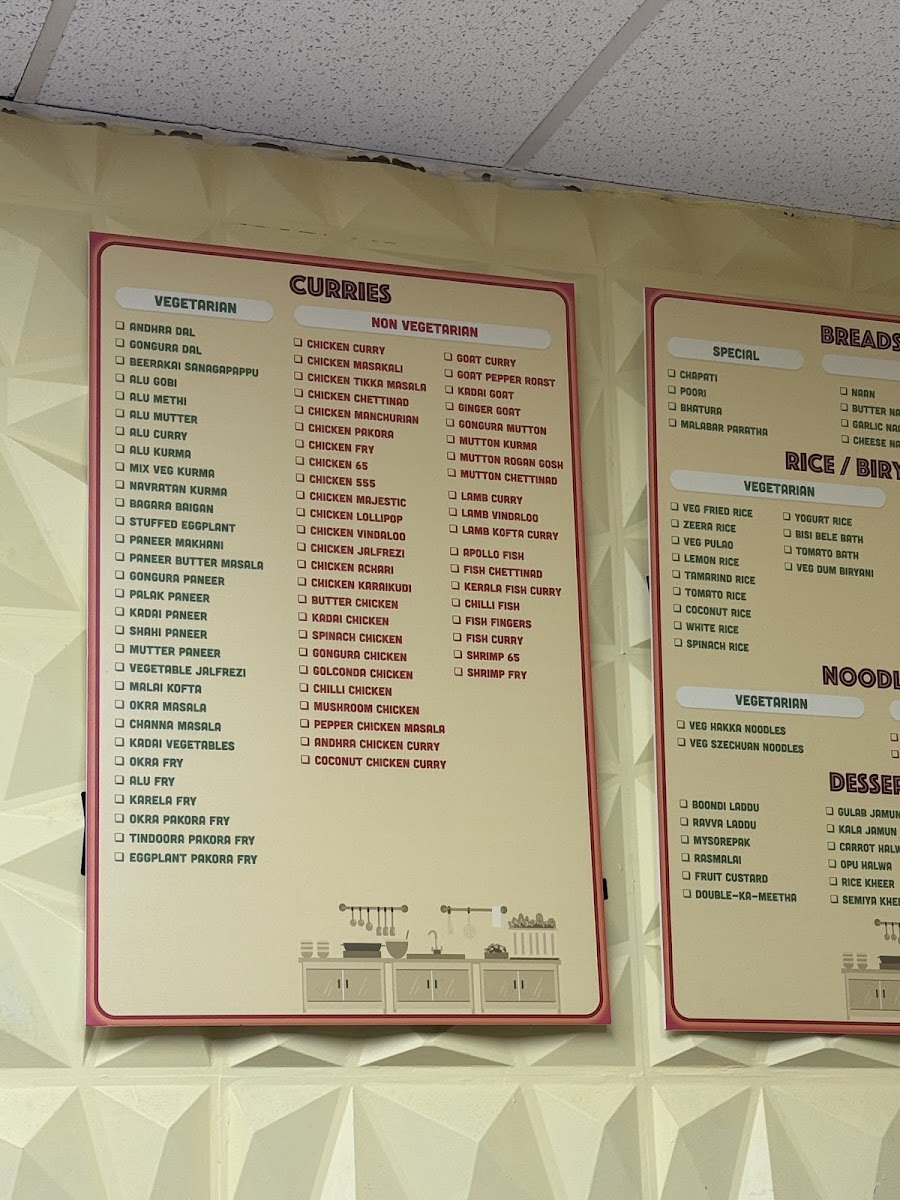 CURRIES
VEGETARIAN
ANDHRA DAL
GONGURA DAL
BEERAKAI SANAGAPAPPU
ALU GOBI
ALU METHI
ALU MUTTER
ALU CURRY
ALU KURMA
MIX VEG KURMA
NAVRATAN KURMA
BAGARA BAIGAN
STUFFED EGGPLANT
PANEER MAKHANI
PANEER BUTTER MASALA
GONGURA PANEER
PALAK PANEER
KADAI PANEER
SHAHI PANEER
MUTTER PANEER
VEGETABLE JALFREZI
MALAI KOFTA
OKRA MASALA
CHANNA MASALA
KADAI VEGETABLES
OKRA FRY
ALU FRY
KARELA FRY
OKRA PAKORA FRY
TINDOORA PAKORA FRY
EGGPLANT PAKORA FRY
NON VEGETARIAN
CHICKEN CURRY
CHICKEN MASAKALI
CHICKEN TIKKA MASALA
CHICKEN CHETTINAD
CHICKEN MANCHURIAN
CHICKEN PAKORA
CHICKEN FRY
CHICKEN 65
CHICKEN 555
CHICKEN MAJESTIC
CHICKEN LOLLIPOP
CHICKEN VINDALOO
CHICKEN JALFREZI
CHICKEN ACHARI
CHICKEN KARAIKUDI
BUTTER CHICKEN
KADAI CHICKEN
SPINACH CHICKEN
GONGURA CHICKEN
GOLCONDA CHICKEN
CHILLI CHICKEN
MUSHROOM CHICKEN
PEPPER CHICKEN MASALA
ANDHRA CHICKEN CURRY
COCONUT CHICKEN CURRY
GOAT CURRY
GOAT PEPPER ROAST
KADAI GOAT
GINGER GOAT
GONGURA MUTTON
MUTTON KURMA
MUTTON ROGAN GOSH
MUTTON CHETTINAD
LAMB CURRY
LAMB VINDALOO
LAMB KOFTA CURRY
APOLLO FISH
FISH CHETTINAD
KERALA FISH CURRY
CHILLI FISH
FISH FINGERS
FISH CURRY
SHRIMP 65
SHRIMP FRY
BREADS
SPECIAL
CHAPATI
POORI
BHATURA
MALABAR PARATHA
NAAN
BUTTER NA
GARLIC NAA
CHEESE NA
RICE / BIRY
VEGETARIAN
VEG FRIED RICE
ZEERA RICE
VEG PULAO
LEMON RICE
TAMARIND RICE
TOMATO RICE
COCONUT RICE
WHITE RICE
SPINACH RICE
YOGURT RICE
BISI BELE BATH
TOMATO BATH
VEG DUM BIRYANI
NOODL
VEGETARIAN
VEG HAKKA NOODLES
VEG SZECHUAN NOODLES
DESSER
BOONDI LADDU
RAVVA LADDU
MYSOREPAK
RASMALAI
FRUIT CUSTARD
DOUBLE-KA-MEETHA
GULAB JAMUN
KALA JAMUN
CARROT HALW
OPU HALWA
RICE KHEER
SEMIYA KHE